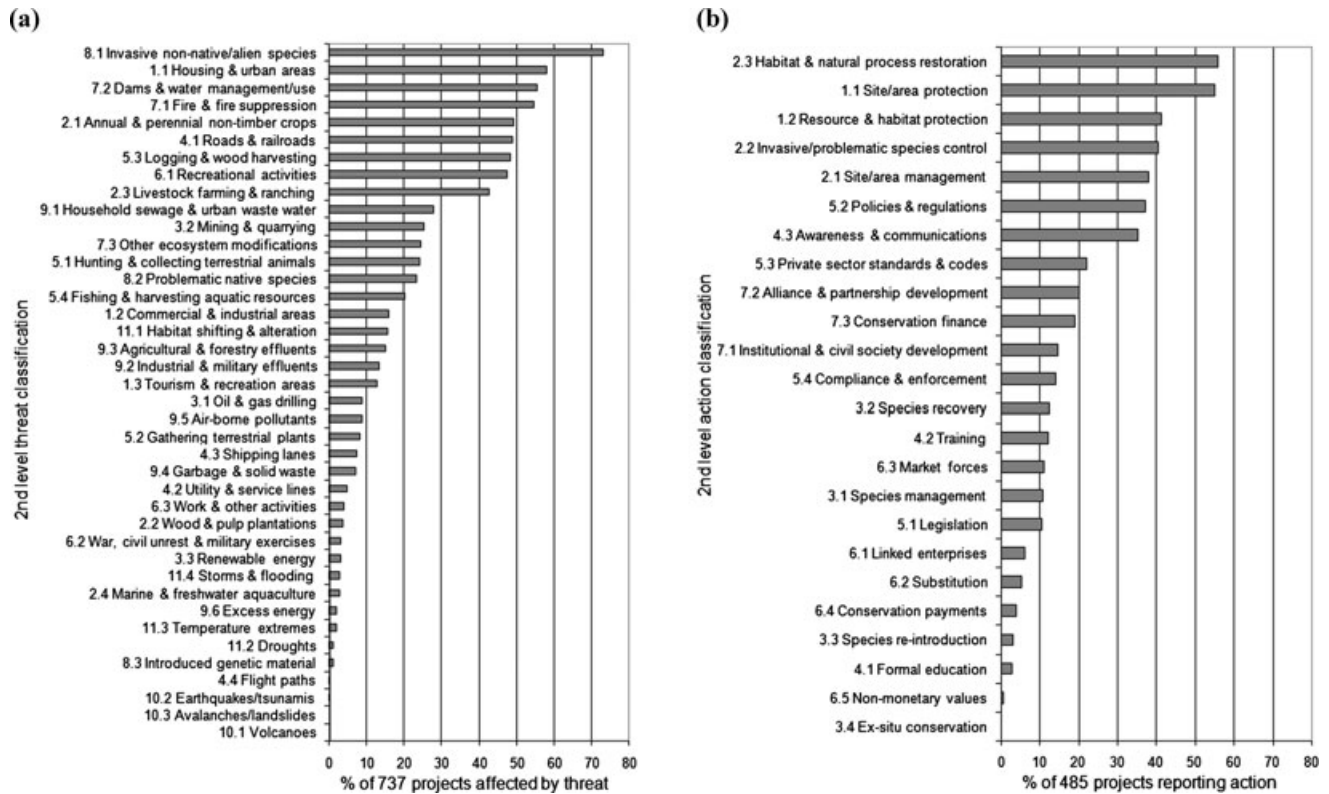 (a)
2nd level threat classification
8.1 Invasive non-native/alien species
1.1 Housing & urban areas
7.2 Dams & water management/use
7.1 Fire & fire suppression
2.1 Annual & perennial non-timber crops
4.1 Roads & railroads
5.3 Logging & wood harvesting
6.1 Recreational activities
2.3 Livestock farming & ranching
9.1 Household sewage & urban waste water
3.2 Mining & quarrying
7.3 Other ecosystem modifications
5.1 Hunting & collecting terrestrial animals
8.2 Problematic native species
5.4 Fishing & harvesting aquatic resources
1.2 Commercial & industrial areas
11.1 Habitat shifting & alteration
9.3 Agricultural & forestry effluents
9.2 Industrial & military effluents
1.3 Tourism & recreation areas
3.1 Oil & gas drilling
9.5 Air-borne pollutants
5.2 Gathering terrestrial plants
4.3 Shipping lanes
9.4 Garbage & solid waste
4.2 Utility & service lines
6.3 Work & other activities
2.2 Wood & pulp plantations
6.2 War, civil unrest & military exercises
3.3 Renewable energy
11.4 Storms & flooding
2.4 Marine & freshwater aquaculture
9.6 Excess energy
11.3 Temperature extremes
11.2 Droughts
8.3 Introduced genetic material
4.4 Flight paths
10.2 Earthquakes/tsunamis
10.3 Avalanches/landslides
10.1 Volcanoes
0 10 20 30 40 50 60 70 80
% of 737 projects affected by threat
(b)
2nd level action classification
2.3 Habitat & natural process restoration
1.1 Site/area protection
1.2 Resource & habitat protection
2.2 Invasive/problematic species control
2.1 Site/area management
5.2 Policies & regulations
4.3 Awareness & communications
5.3 Private sector standards & codes
7.2 Alliance & partnership development
7.3 Conservation finance
7.1 Institutional & civil society development
5.4 Compliance & enforcement
3.2 Species recovery
4.2 Training
6.3 Market forces
3.1 Species management
5.1 Legislation
6.1 Linked enterprises
6.2 Substitution
6.4 Conservation payments
3.3 Species re-introduction
4.1 Formal education
6.5 Non-monetary values
3.4 Ex-situ conservation
0 10 20 30 40 50 60 70 80
% of 485 projects reporting action